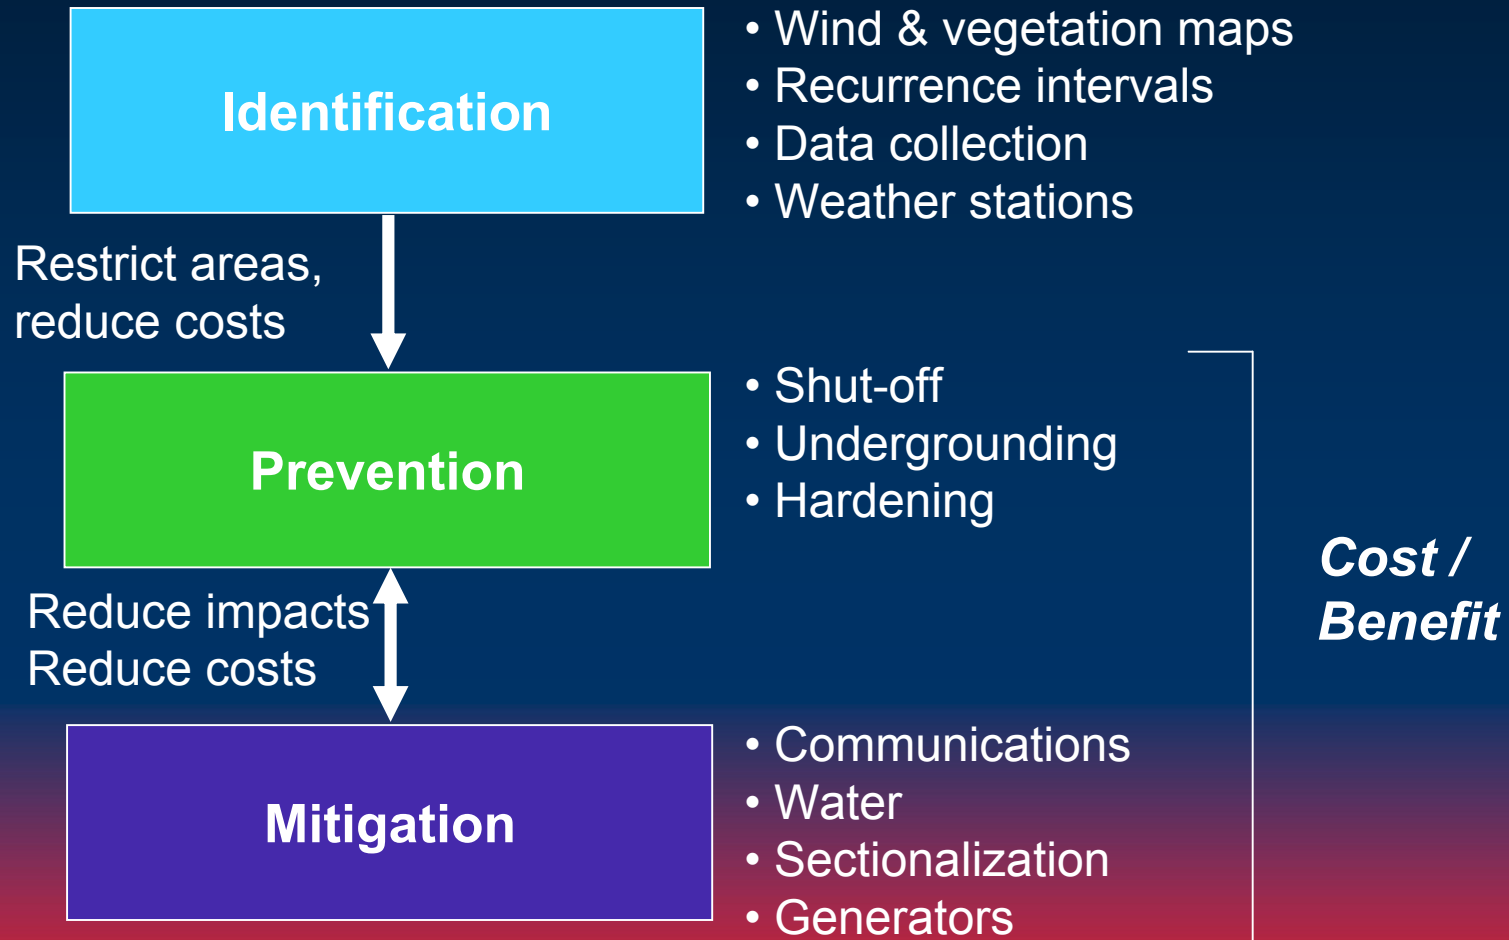 Identification
• Wind & vegetation maps
• Recurrence intervals
• Data collection
• Weather stations
Restrict areas,
reduce costs
Prevention
• Shut-off
• Undergrounding
• Hardening
Cost /
Benefit
Reduce impacts
Reduce costs
Mitigation
• Communications
• Water
• Sectionalization
• Generators